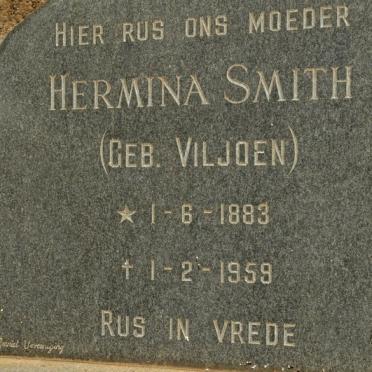 HIER RUS ONS MOEDER
HERMINA SMITH
(GEB. VILJOEN)
★ 1-6-1883
† 1-2-1959
RUS IN VREDE